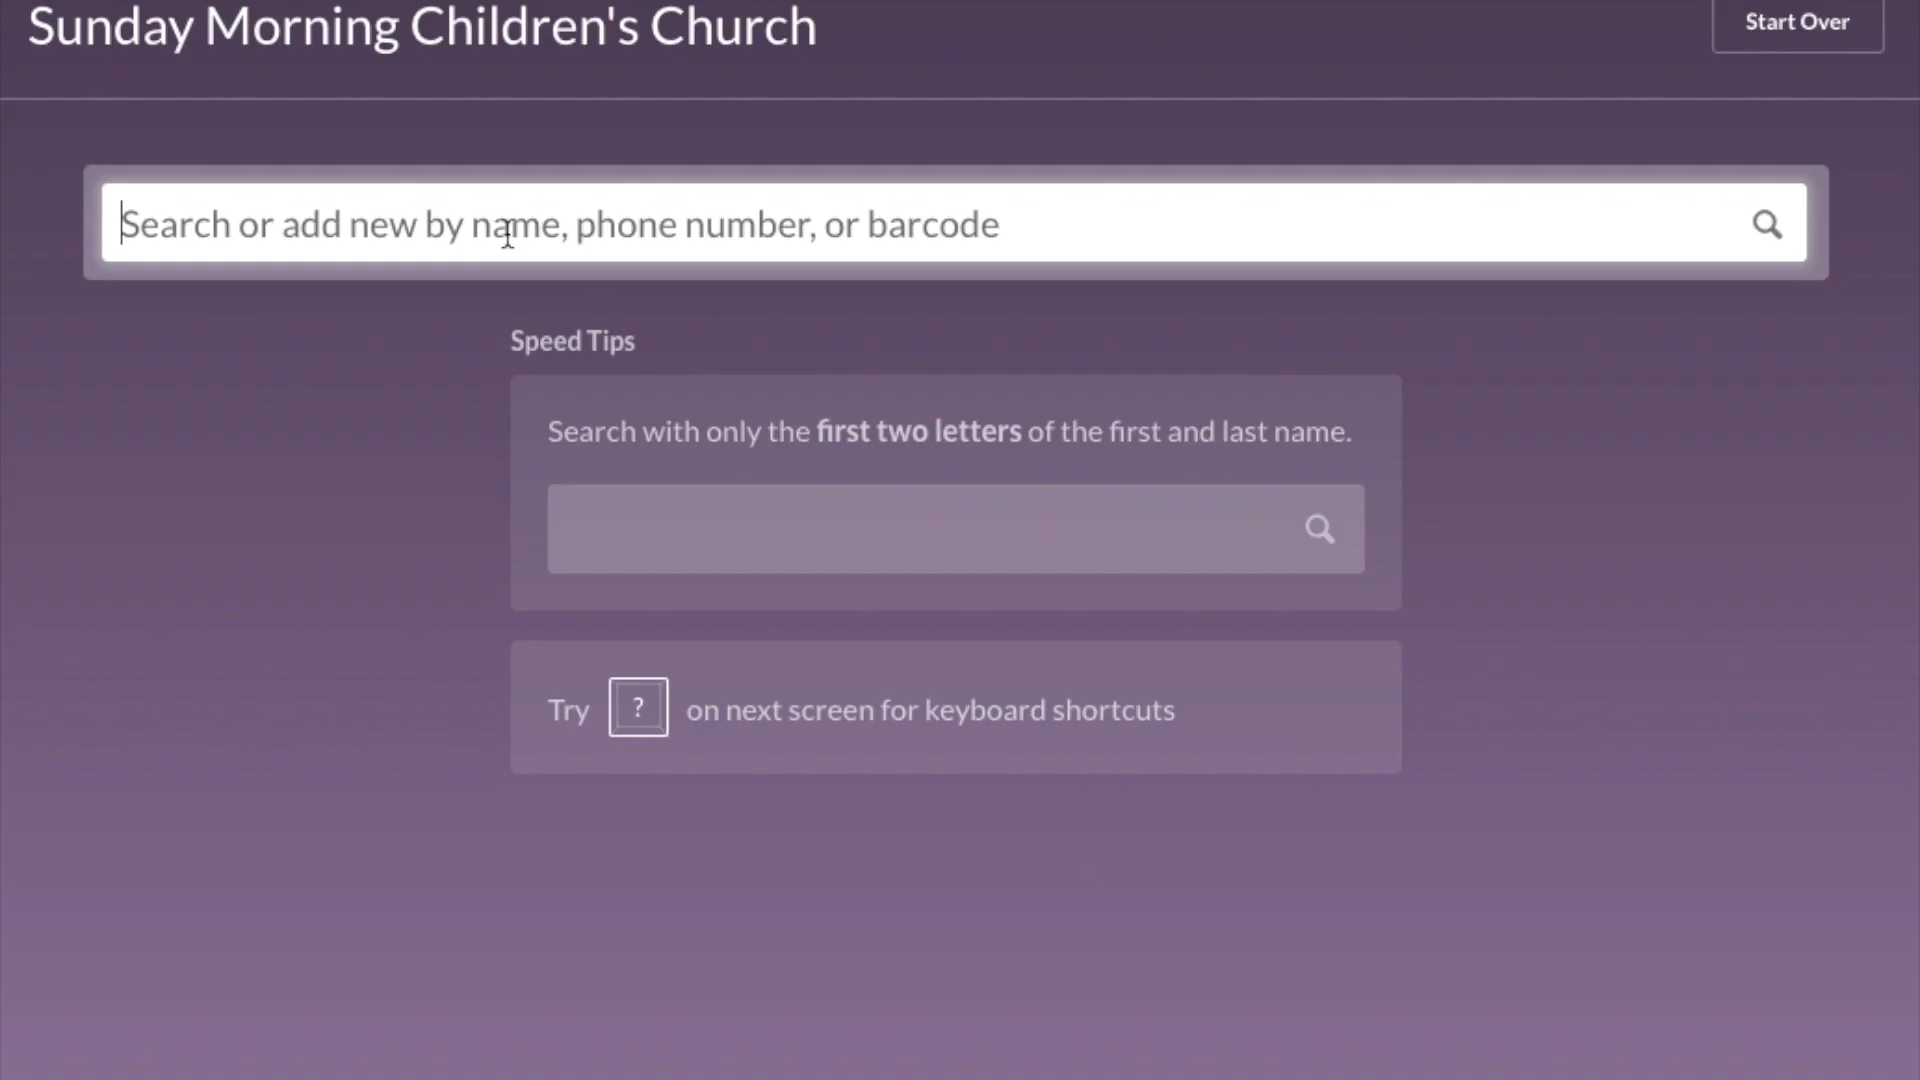 Sunday Morning Children's Church
Start Over
Search or add new by name, phone number, or barcode
Speed Tips
Search with only the first two letters of the first and last name.
Try ? on next screen for keyboard shortcuts